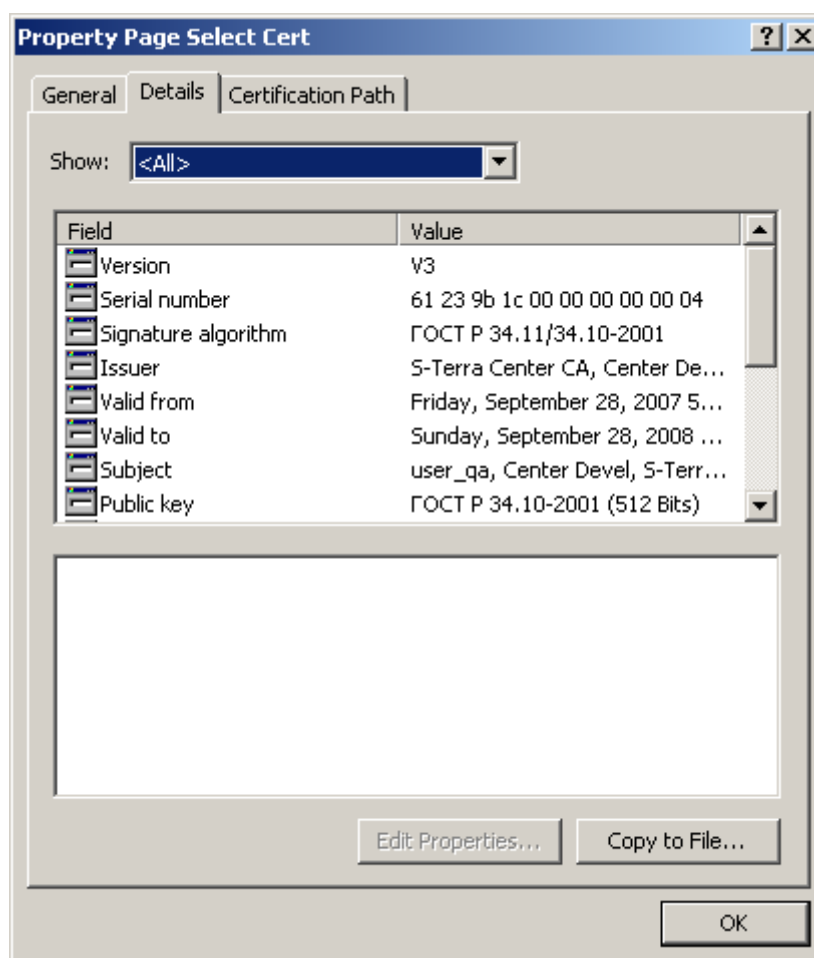 Property Page Select Cert
General Details Certification Path
Show: <All>
Field Value
Version V3
Serial number 61 23 9b 1c 00 00 00 00 00 04
Signature algorithm ГОСТ Р 34.11/34.10-2001
Issuer S-Terra Center CA, Center De...
Valid from Friday, September 28, 2007 5...
Valid to Sunday, September 28, 2008 ...
Subject user_qa, Center Devel, S-Terr...
Public key ГОСТ Р 34.10-2001 (512 Bits)
Edit Properties... Copy to File...
OK